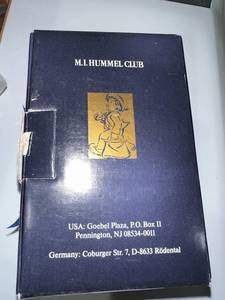 M.I. HUMMEL CLUB
USA: Goebel Plaza, P.O. Box 11
Pennington, NJ 08534-0011
Germany: Coburger Str. 7, D-8633 Rödental